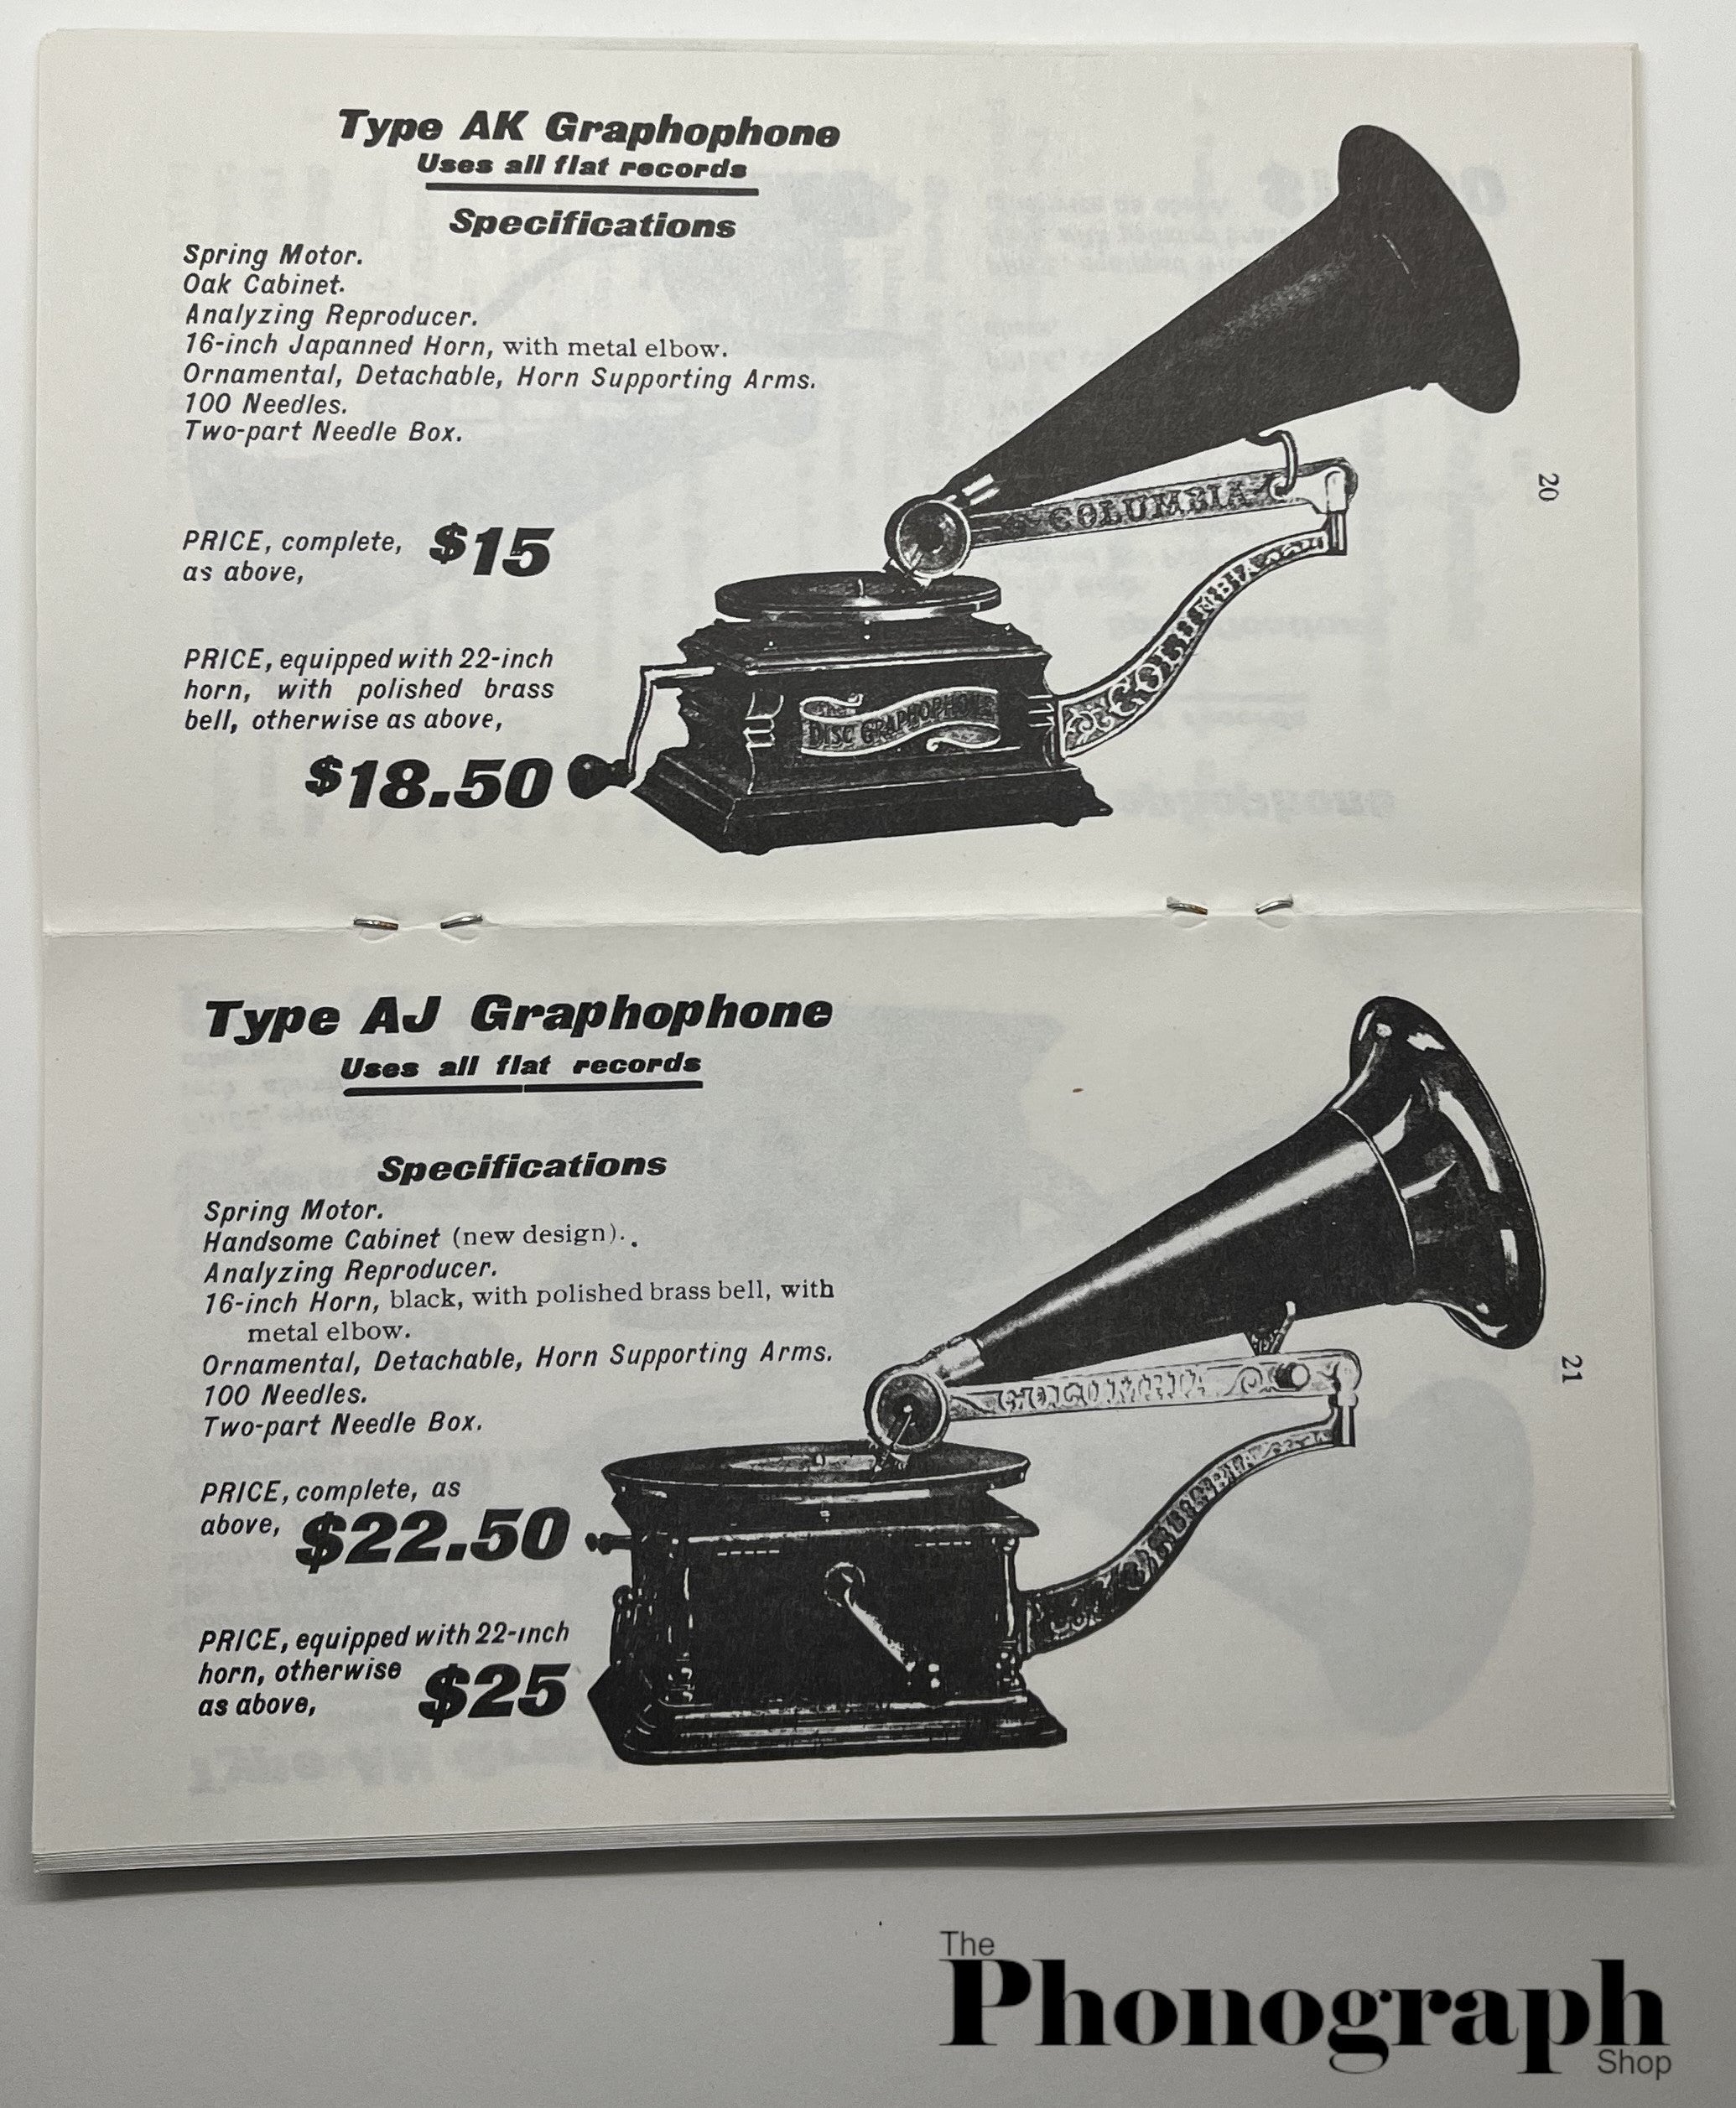 Type AK Graphophone
Uses all flat records
Specifications
Spring Motor.
Oak Cabinet.
Analyzing Reproducer.
16-inch Japanned Horn, with metal elbow.
Ornamental, Detachable, Horn Supporting Arms.
100 Needles.
Two-part Needle Box.
PRICE, complete, $15
as above,
PRICE, equipped with 22-inch
horn, with polished brass
bell, otherwise as above,
$18.50
COLUMBIA
COLUMBIA
DISC GRAPHOPHONE
20
Type AJ Graphophone
Uses all flat records
Specifications
Spring Motor.
Handsome Cabinet (new design).
Analyzing Reproducer.
16-inch Horn, black, with polished brass bell, with
metal elbow.
Ornamental, Detachable, Horn Supporting Arms.
100 Needles.
Two-part Needle Box.
PRICE, complete, as
above, $22.50
PRICE, equipped with 22-inch
horn, otherwise
as above, $25
21
The
Phonograph
Shop